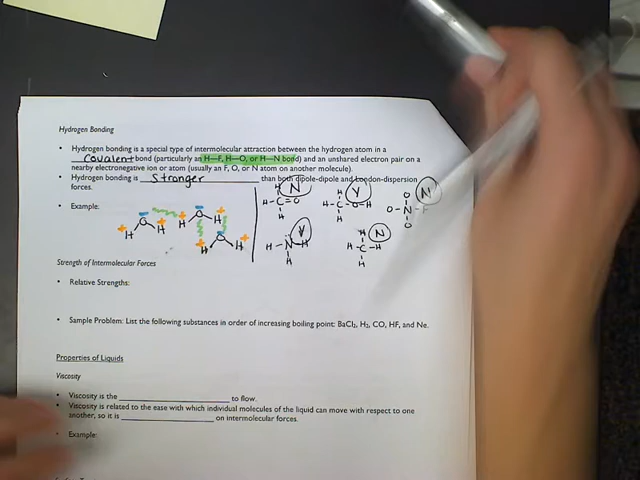 Hydrogen Bonding
• Hydrogen bonding is a special type of intermolecular attraction between the hydrogen atom in a
Covalent bond (particularly an H—F, H—O, or H—N bond) and an unshared electron pair on a
nearby electronegative ion or atom (usually an F, O, or N atom on another molecule).
• Hydrogen bonding is Stronger than both dipole-dipole and London-dispersion
forces.
• Example:
N
Y
N
H
H-C=O
H
H
H-C-O-H
H
O
O-N-F
O
O
H
H
O
H
H
O
H
H
H-N-H
H
Y
H
H-C-H
H
N
Strength of Intermolecular Forces
• Relative Strengths:
• Sample Problem: List the following substances in order of increasing boiling point: BaCl₂, H₂, CO, HF, and Ne.
Properties of Liquids
Viscosity
• Viscosity is the ____ to flow.
• Viscosity is related to the ease with which individual molecules of the liquid can move with respect to one
another, so it is ____ on intermolecular forces.
• Example: